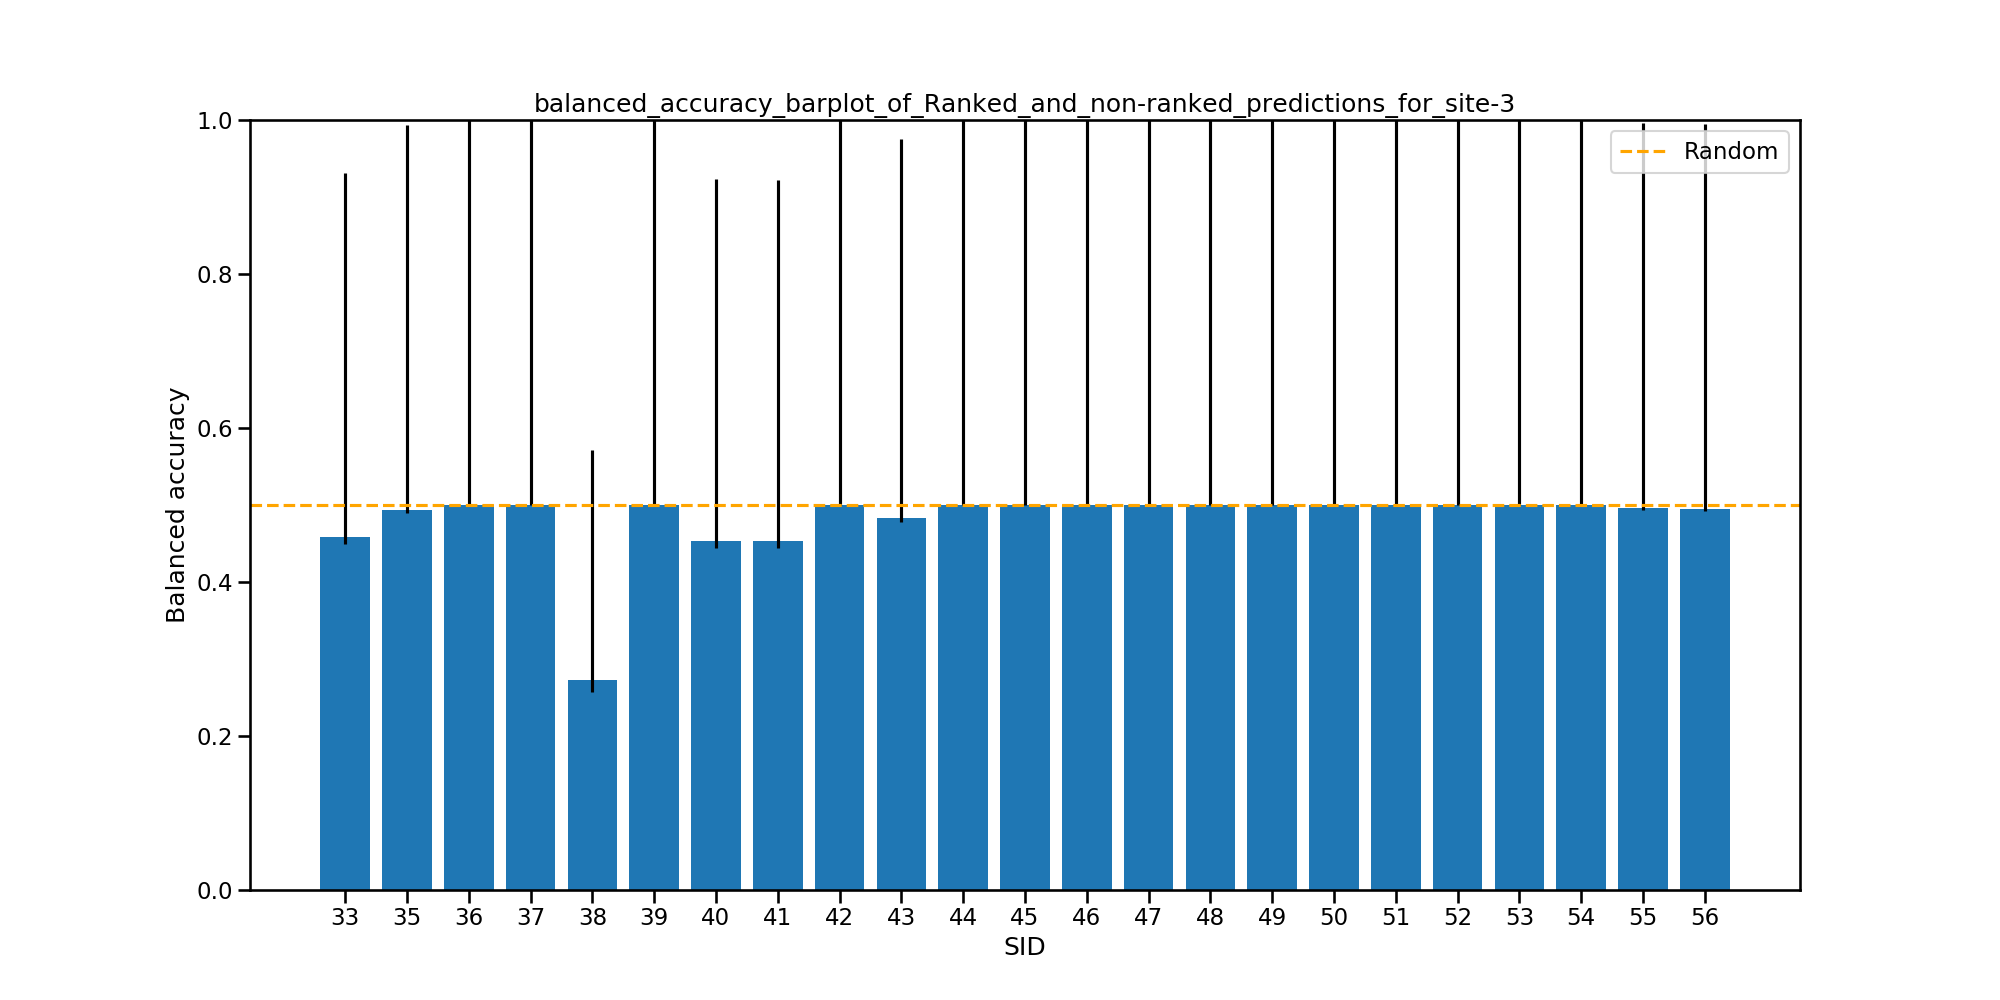 balanced_accuracy_barplot_of_Ranked_and_non-ranked_predictions_for_site-3
1.0
0.8
0.6
0.4
0.2
0.0
Balanced accuracy
Random
33 35 36 37 38 39 40 41 42 43 44 45 46 47 48 49 50 51 52 53 54 55 56
SID